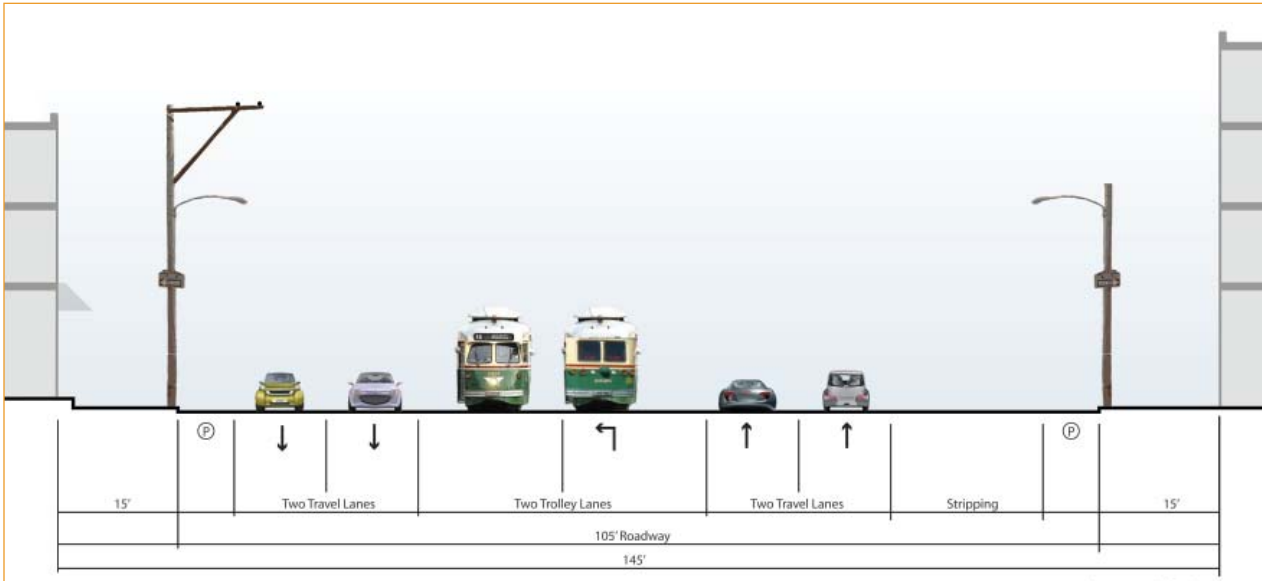 P
P
15'
Two Travel Lanes
Two Trolley Lanes
Two Travel Lanes
Stripping
15'
105' Roadway
145'